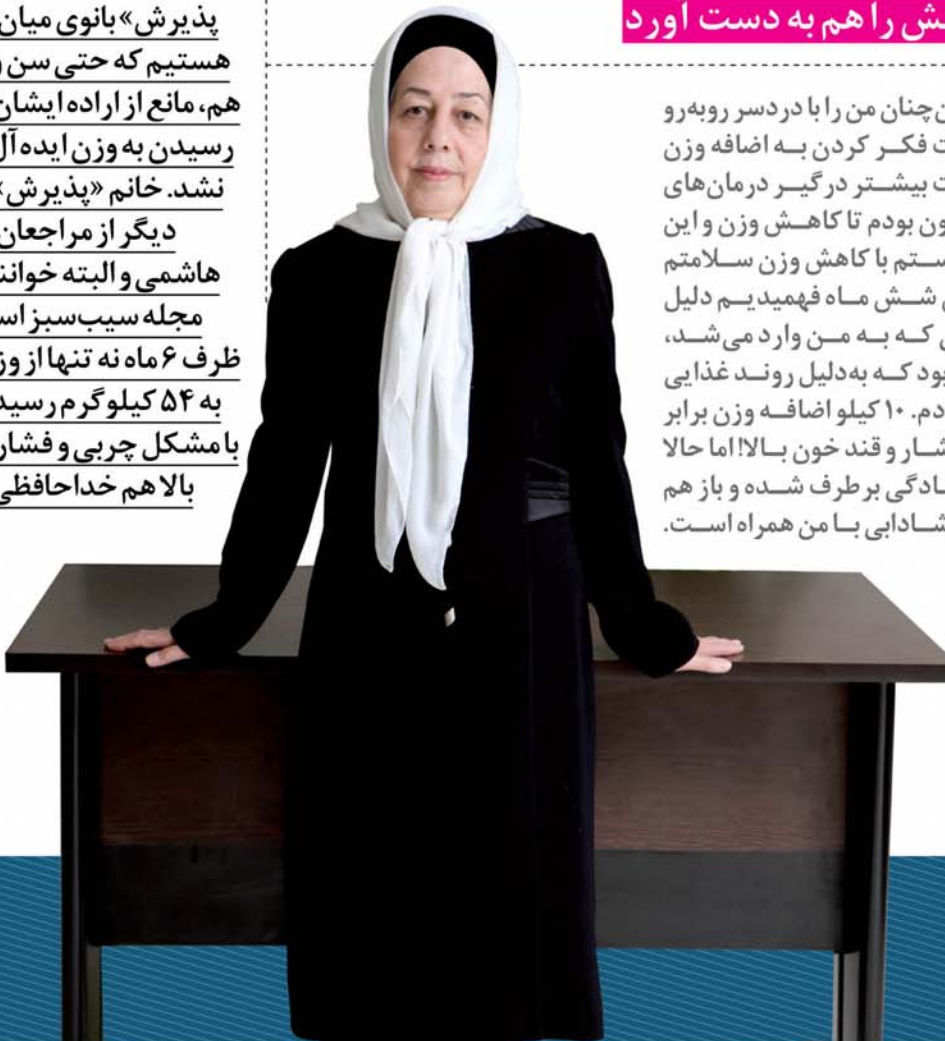 ش را هم به دست آورد
چنان من را با دردسر روبه‌رو
ت فکر کردن به اضافه وزن
ت بیشتر درگیر درمان‌های
ون بودم تا کاهش وزن و این
ستم با کاهش وزن سلامتم
شش ماه فهمیدیم دلیل
که به من وارد می‌شد،
بود که به‌دلیل روند غذایی
دم. ۱۰ کیلو اضافه وزن برابر
شار و قند خون بالا! اما حالا
ادگی برطرف شده و باز هم
شادابی با من همراه است.
پذیرش» بانوی میان
هستیم که حتی سن و
هم، مانع از اراده ایشان
رسیدن به وزن ایده آل
نشد. خانم «پذیرش»
دیگر از مراجعان
هاشمی و البته خوانن
مجله سیب‌سبز اس
ظرف ۶ ماه نه تنها از وز
به ۵۴ کیلوگرم رسید
با مشکل چربی و فشار
بالا هم خداحافظی